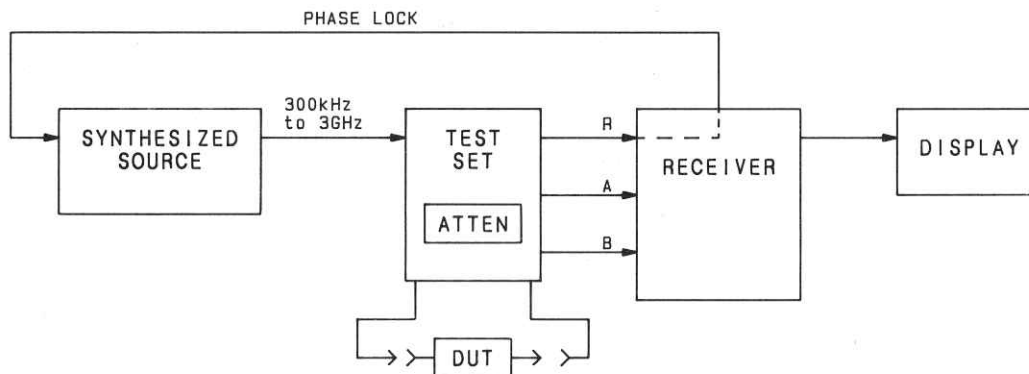 PHASE LOCK
300kHz
to 3GHz
SYNTHESIZED
SOURCE
TEST
SET
ATTEN
R
A
B
RECEIVER
DISPLAY
DUT